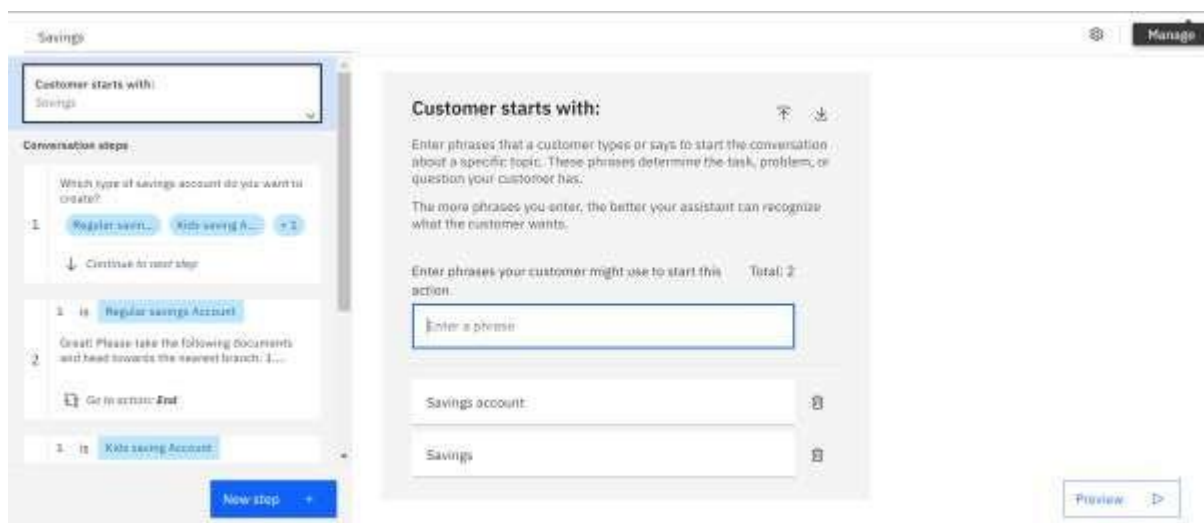 Savings
Manage
Customer starts with:
Savings
Conversation steps
1
Which type of savings account do you want to
create?
Regular savin... Kids saving A... + 1
Continue to next step
1 is Regular savings Account
2
Great! Please take the following documents
and head towards the nearest branch. 1....
Go to action: End
1 is Kids saving Account
New step +
Customer starts with:
Enter phrases that a customer types or says to start the conversation
about a specific topic. These phrases determine the task, problem, or
question your customer has.
The more phrases you enter, the better your assistant can recognize
what the customer wants.
Enter phrases your customer might use to start this Total: 2
action
Enter a phrase
Savings account
Savings
Preview